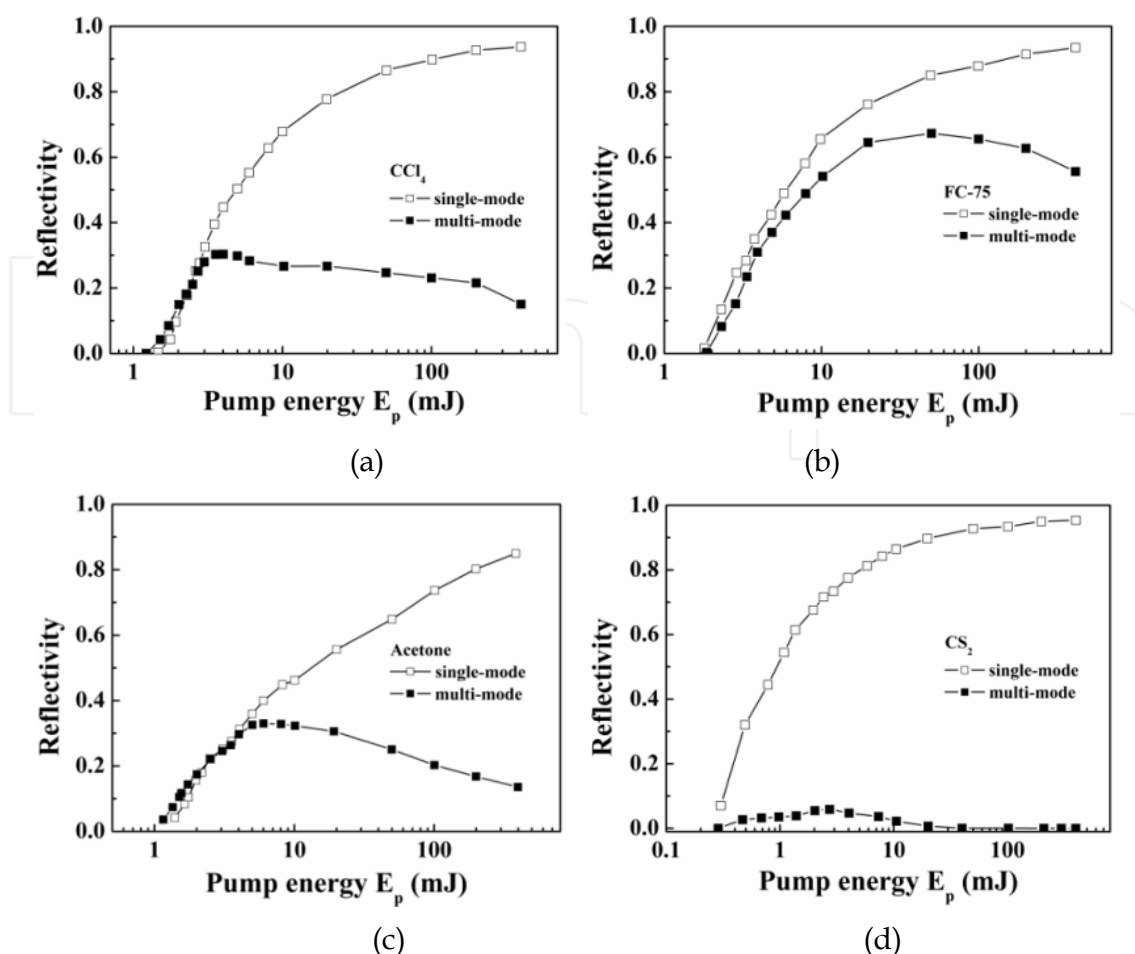 1.0
0.8
0.6
0.4
0.2
0.0
Reflectivity
CCl4
single-mode
multi-mode
1 10 100
Pump energy Ep (mJ)
(a)
1.0
0.8
0.6
0.4
0.2
0.0
Refletivity
FC-75
single-mode
multi-mode
1 10 100
Pump energy Ep (mJ)
(b)
1.0
0.8
0.6
0.4
0.2
0.0
Reflectivity
Acetone
single-mode
multi-mode
1 10 100
Pump energy Ep (mJ)
(c)
1.0
0.8
0.6
0.4
0.2
0.0
Reflectivity
CS2
single-mode
multi-mode
0.1 1 10 100
Pump energy Ep (mJ)
(d)